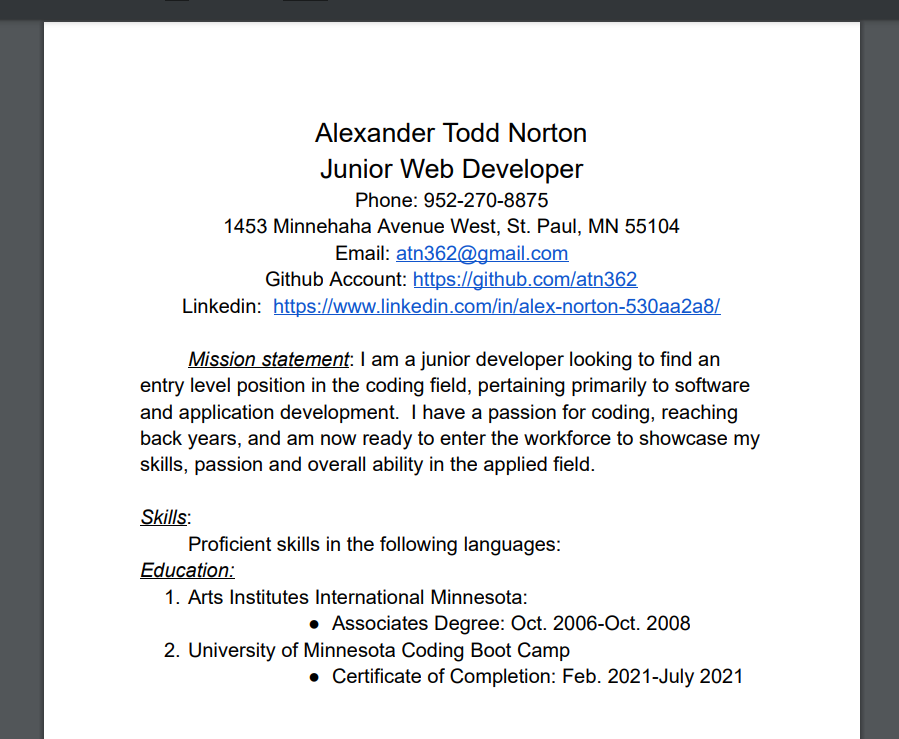 Alexander Todd Norton
Junior Web Developer
Phone: 952-270-8875
1453 Minnehaha Avenue West, St. Paul, MN 55104
Email: atn362@gmail.com
Github Account: https://github.com/atn362
Linkedin:  https://www.linkedin.com/in/alex-norton-530aa2a8/
Mission statement: I am a junior developer looking to find an
entry level position in the coding field, pertaining primarily to software
and application development.  I have a passion for coding, reaching
back years, and am now ready to enter the workforce to showcase my
skills, passion and overall ability in the applied field.
Skills:
Proficient skills in the following languages:
Education:
1. Arts Institutes International Minnesota:
● Associates Degree: Oct. 2006-Oct. 2008
2. University of Minnesota Coding Boot Camp
● Certificate of Completion: Feb. 2021-July 2021